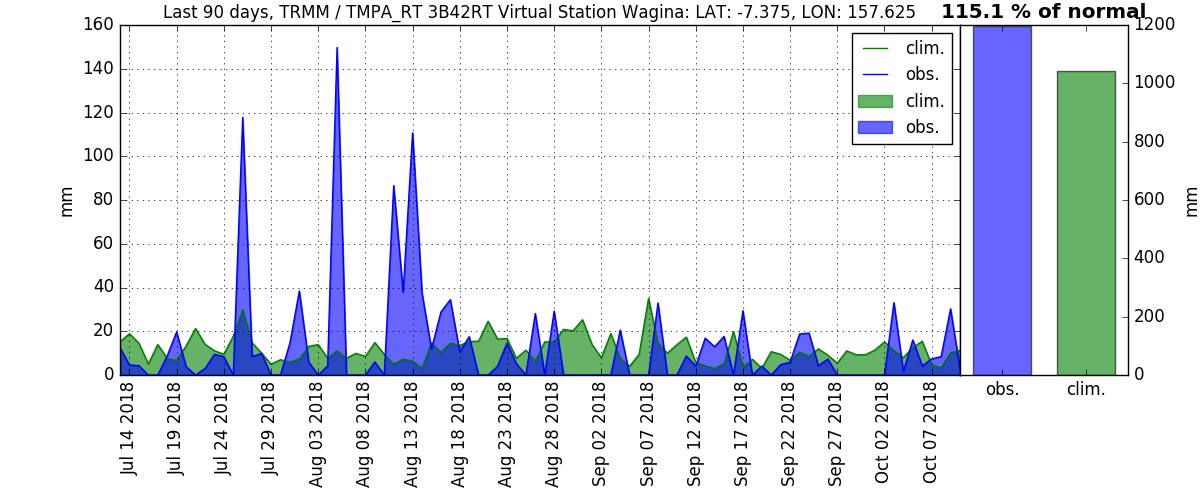 Last 90 days, TRMM / TMPA_RT 3B42RT Virtual Station Wagina: LAT: -7.375, LON: 157.625
115.1 % of normal
160
140
120
100
80
60
40
20
0
mm
clim.
obs.
clim.
obs.
Jul 14 2018
Jul 19 2018
Jul 24 2018
Jul 29 2018
Aug 03 2018
Aug 08 2018
Aug 13 2018
Aug 18 2018
Aug 23 2018
Aug 28 2018
Sep 02 2018
Sep 07 2018
Sep 12 2018
Sep 17 2018
Sep 22 2018
Sep 27 2018
Oct 02 2018
Oct 07 2018
1200
1000
800
600
400
200
0
mm
obs.
clim.